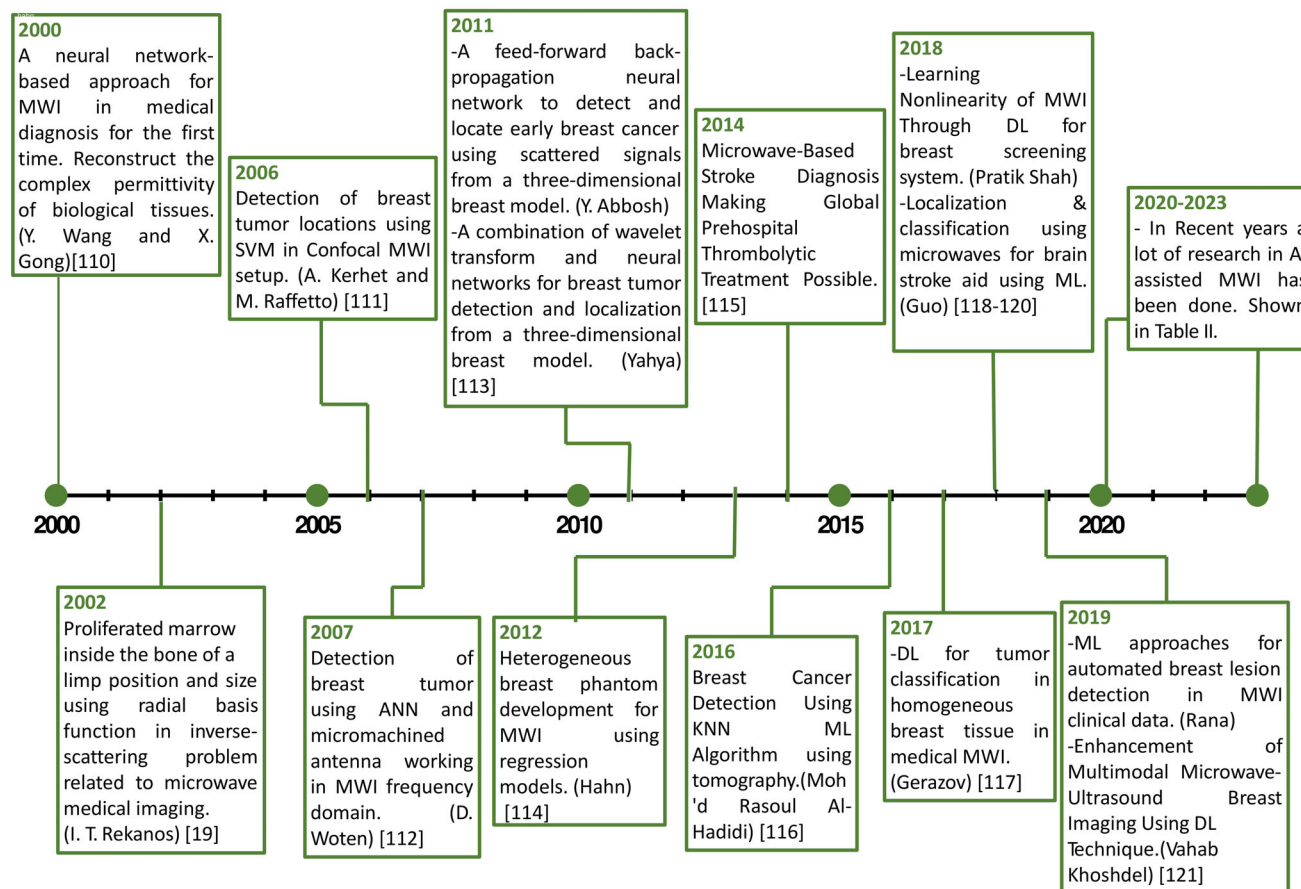 2000
A neural network-
based approach for
MWI in medical
diagnosis for the first
time. Reconstruct the
complex permittivity
of biological tissues.
(Y. Wang and X.
Gong)[110]
2006
Detection of breast
tumor locations using
SVM in Confocal MWI
setup. (A. Kerhet and
M. Raffetto) [111]
2011
-A feed-forward back-
propagation neural
network to detect and
locate early breast cancer
using scattered signals
from a three-dimensional
breast model. (Y. Abbosh)
-A combination of wavelet
transform and neural
networks for breast tumor
detection and localization
from a three-dimensional
breast model. (Yahya)
[113]
2014
Microwave-Based
Stroke Diagnosis
Making Global
Prehospital
Thrombolytic
Treatment Possible.
[115]
2018
-Learning
Nonlinearity of MWI
Through DL for
breast screening
system. (Pratik Shah)
-Localization &
classification using
microwaves for brain
stroke aid using ML.
(Guo) [118-120]
2020-2023
- In Recent years a
lot of research in A
assisted MWI has
been done. Shown
in Table II.
2000
2005
2010
2015
2020
2002
Proliferated marrow
inside the bone of a
limp position and size
using radial basis
function in inverse-
scattering problem
related to microwave
medical imaging.
(I. T. Rekanos) [19]
2007
Detection of
breast tumor
using ANN and
micromachined
antenna working
in MWI frequency
domain. (D.
Woten) [112]
2012
Heterogeneous
breast phantom
development for
MWI using
regression
models. (Hahn)
[114]
2016
Breast Cancer
Detection Using
KNN ML
Algorithm using
tomography.(Moh
'd Rasoul Al-
Hadidi) [116]
2017
-DL for tumor
classification in
homogeneous
breast tissue in
medical MWI.
(Gerazov) [117]
2019
-ML approaches for
automated breast lesion
detection in MWI
clinical data. (Rana)
-Enhancement of
Multimodal Microwave-
Ultrasound Breast
Imaging Using DL
Technique.(Vahab
Khoshdel) [121]